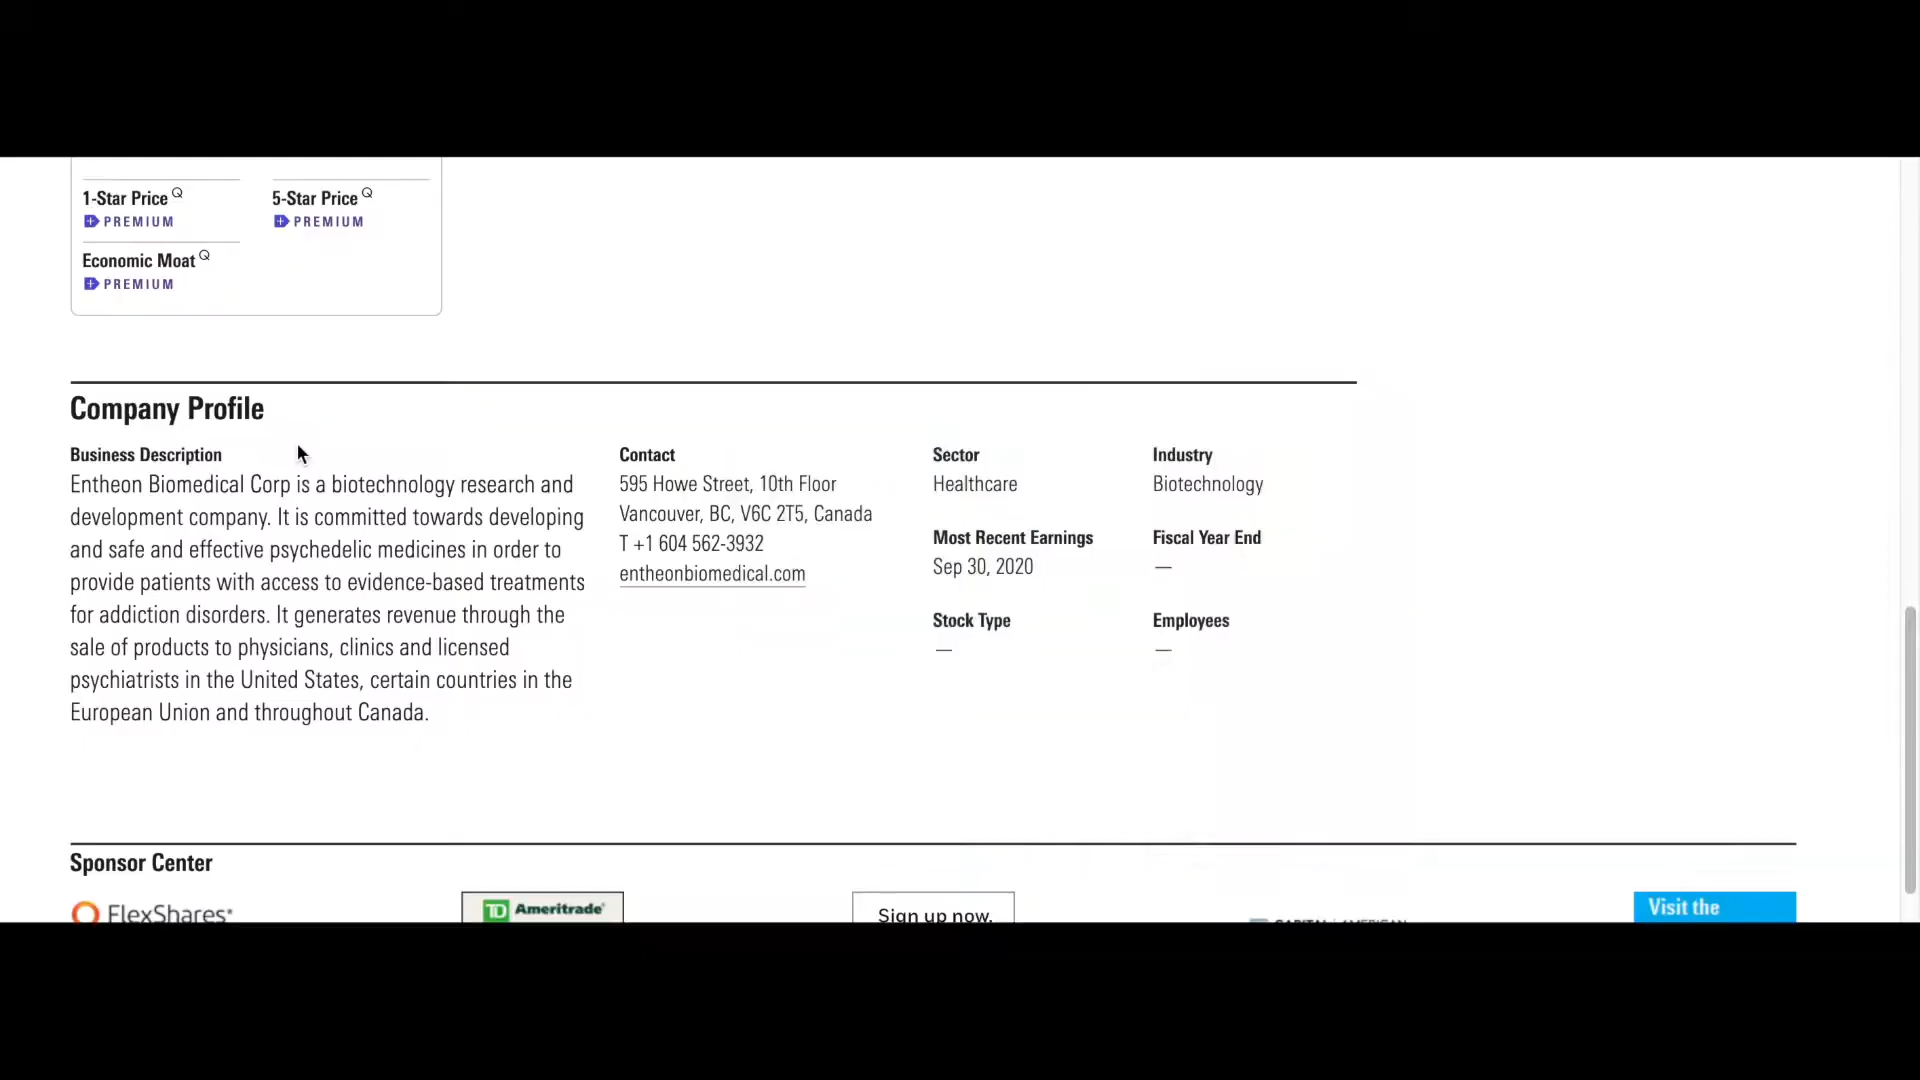 1-Star Price
5-Star Price
PREMIUM
PREMIUM
Economic Moat
PREMIUM
Company Profile
Business Description
Entheon Biomedical Corp is a biotechnology research and
development company. It is committed towards developing
and safe and effective psychedelic medicines in order to
provide patients with access to evidence-based treatments
for addiction disorders. It generates revenue through the
sale of products to physicians, clinics and licensed
psychiatrists in the United States, certain countries in the
European Union and throughout Canada.
Contact
595 Howe Street, 10th Floor
Vancouver, BC, V6C 2T5, Canada
T +1 604 562-3932
entheonbiomedical.com
Sector
Healthcare
Industry
Biotechnology
Most Recent Earnings
Sep 30, 2020
Fiscal Year End
—
Stock Type
—
Employees
—
Sponsor Center
FlexShares
TD Ameritrade
Sign up now.
Visit the